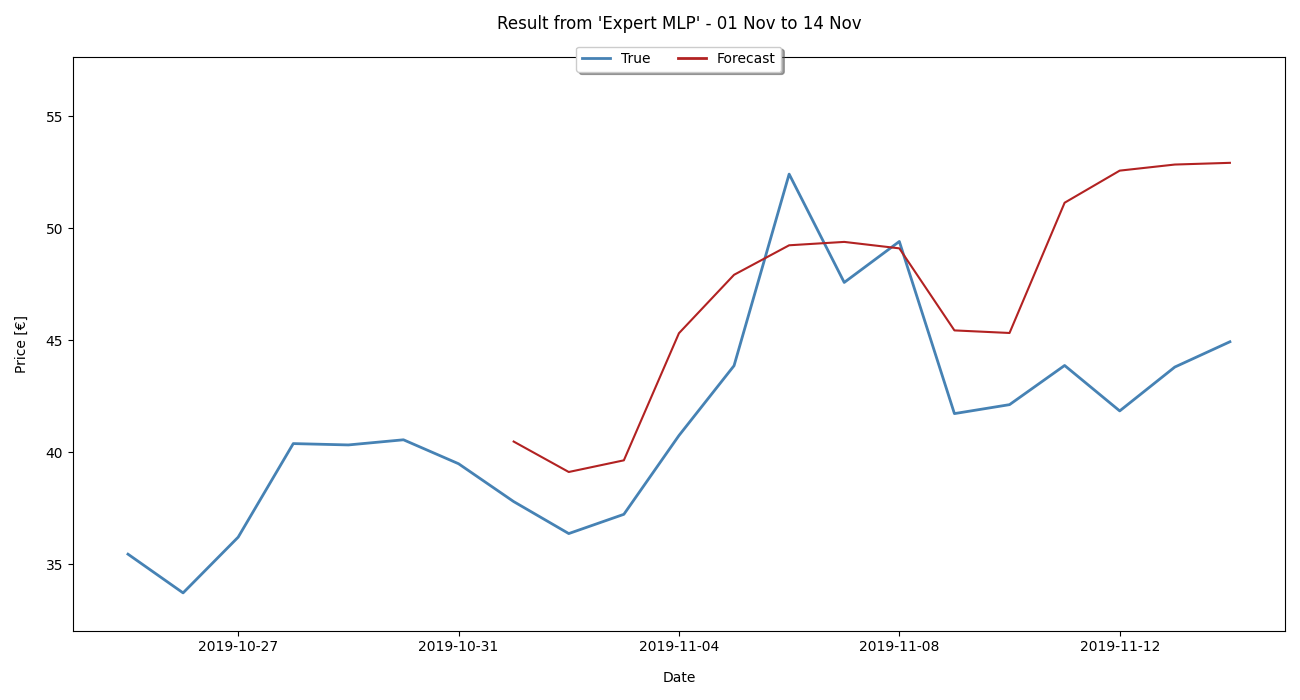 Result from 'Expert MLP' - 01 Nov to 14 Nov
True Forecast
55
50
45
40
35
Price [€]
2019-10-27 2019-10-31 2019-11-04 2019-11-08 2019-11-12
Date